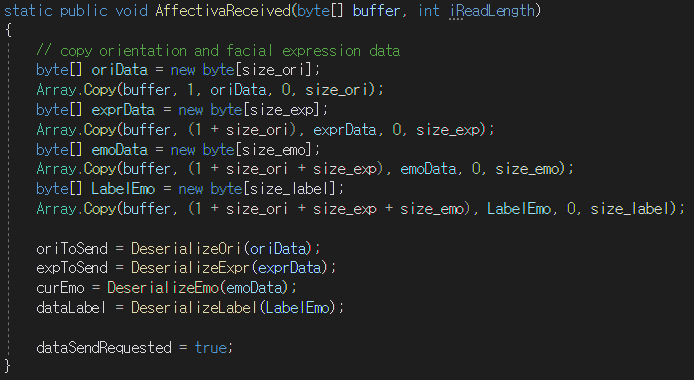 static public void AffectivaReceived(byte[] buffer, int iReadLength)
{
// copy orientation and facial expression data
byte[] oriData = new byte[size_ori];
Array.Copy(buffer, 1, oriData, 0, size_ori);
byte[] exprData = new byte[size_exp];
Array.Copy(buffer, (1 + size_ori), exprData, 0, size_exp);
byte[] emoData = new byte[size_emo];
Array.Copy(buffer, (1 + size_ori + size_exp), emoData, 0, size_emo);
byte[] LabelEmo = new byte[size_label];
Array.Copy(buffer, (1 + size_ori + size_exp + size_emo), LabelEmo, 0, size_label);
oriToSend = DeserializeOri(oriData);
expToSend = DeserializeExpr(exprData);
curEmo = DeserializeEmo(emoData);
dataLabel = DeserializeLabel(LabelEmo);
dataSendRequested = true;
}